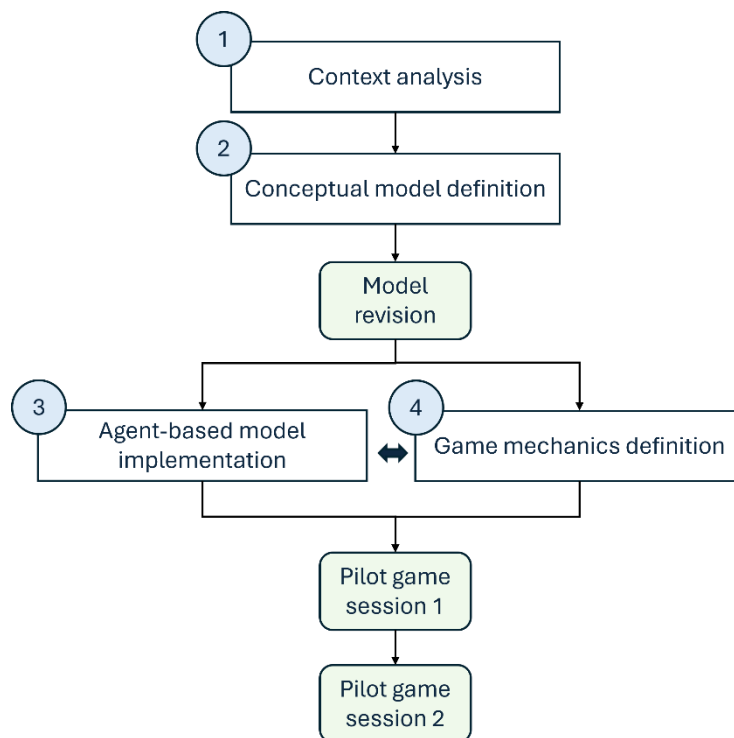 1
Context analysis
2
Conceptual model definition
Model
revision
3
Agent-based model
implementation
4
Game mechanics definition
Pilot game
session 1
Pilot game
session 2